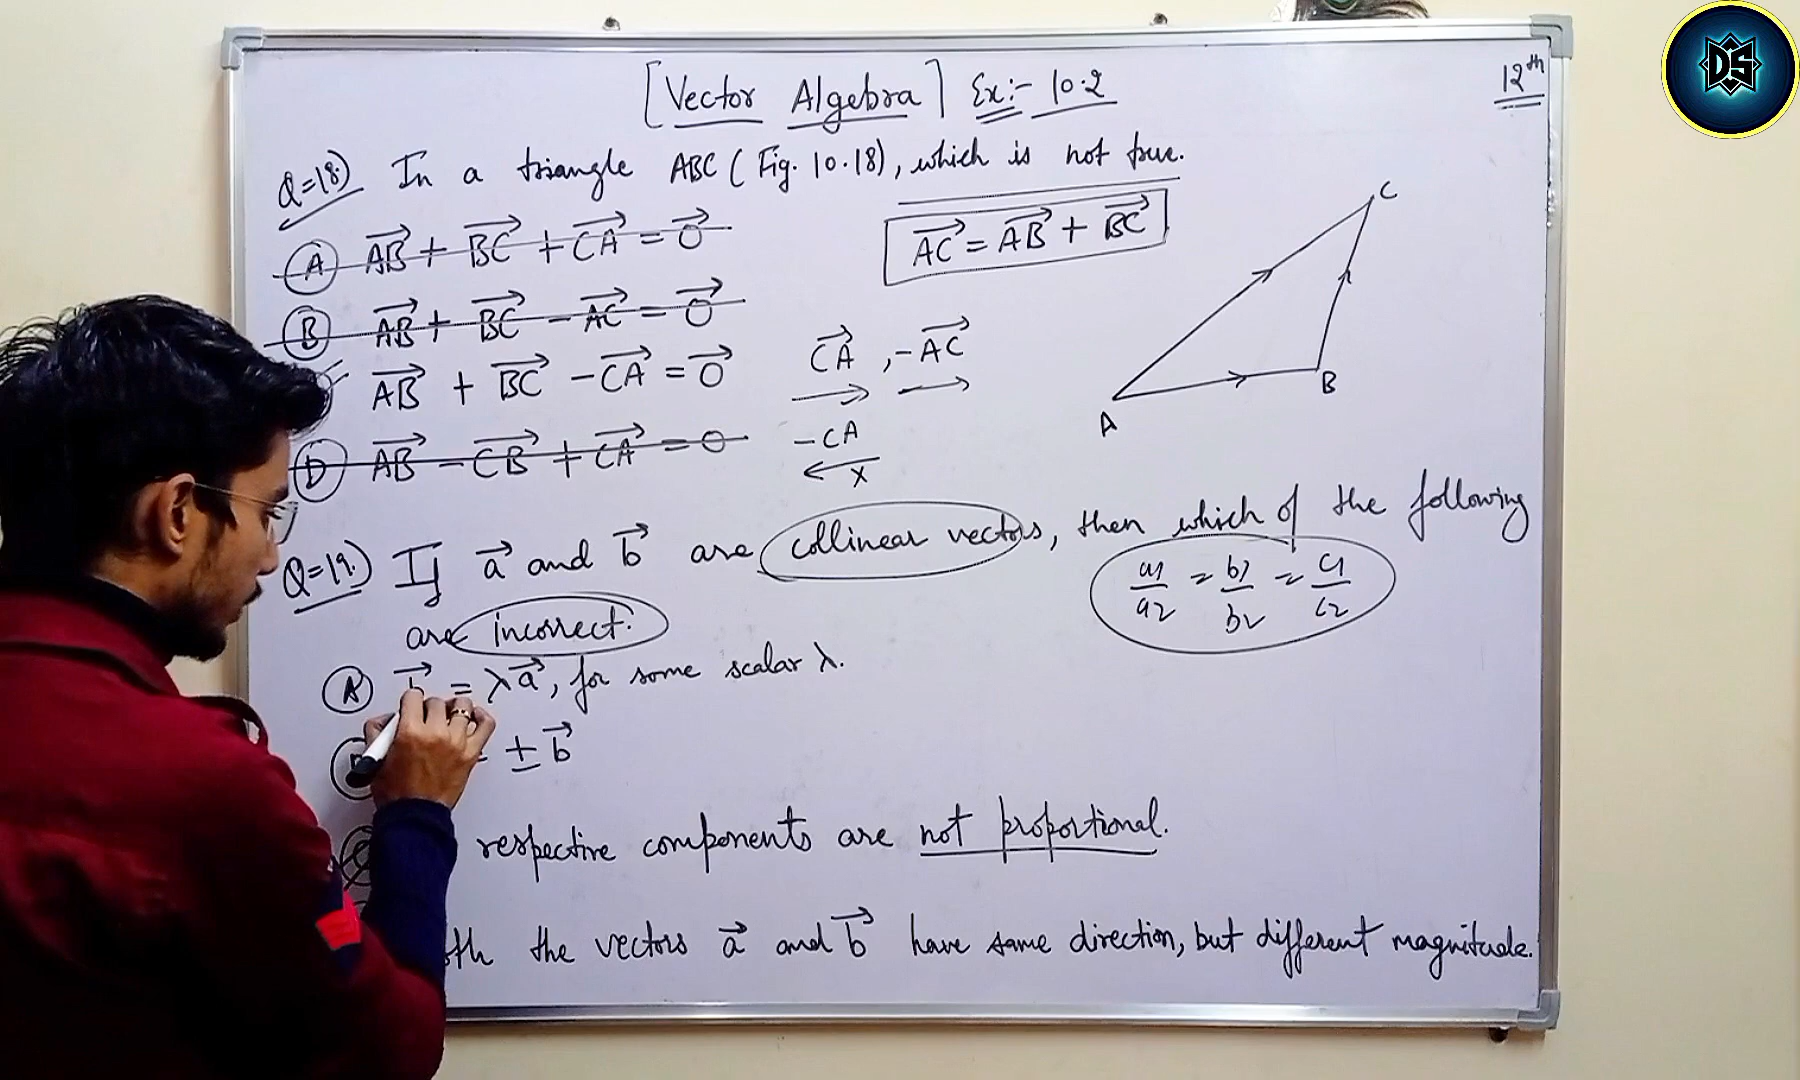 [Vector Algebra] Ex:- 10.2
12th
DS
Q=18) In a triangle ABC (Fig. 10.18), which is not true.
(A) AB→ + BC→ + CA→ = 0→
AC→ = AB→ + BC→
(B) AB→ + BC→ - AC→ = 0→
AB→ + BC→ - CA→ = 0→
CA→ , -AC→
(D) AB→ - CB→ + CA→ = 0
-CA
x
A
B
C
Q=19.) If a→ and b→ are collinear vectors, then which of the following
are incorrect.
a1/a2 = b1/b2 = c1/c2
(A) b→ = λa→, for some scalar λ.
= ± b→
respective components are not proportional.
the vectors a→ and b→ have same direction, but different magnitude.